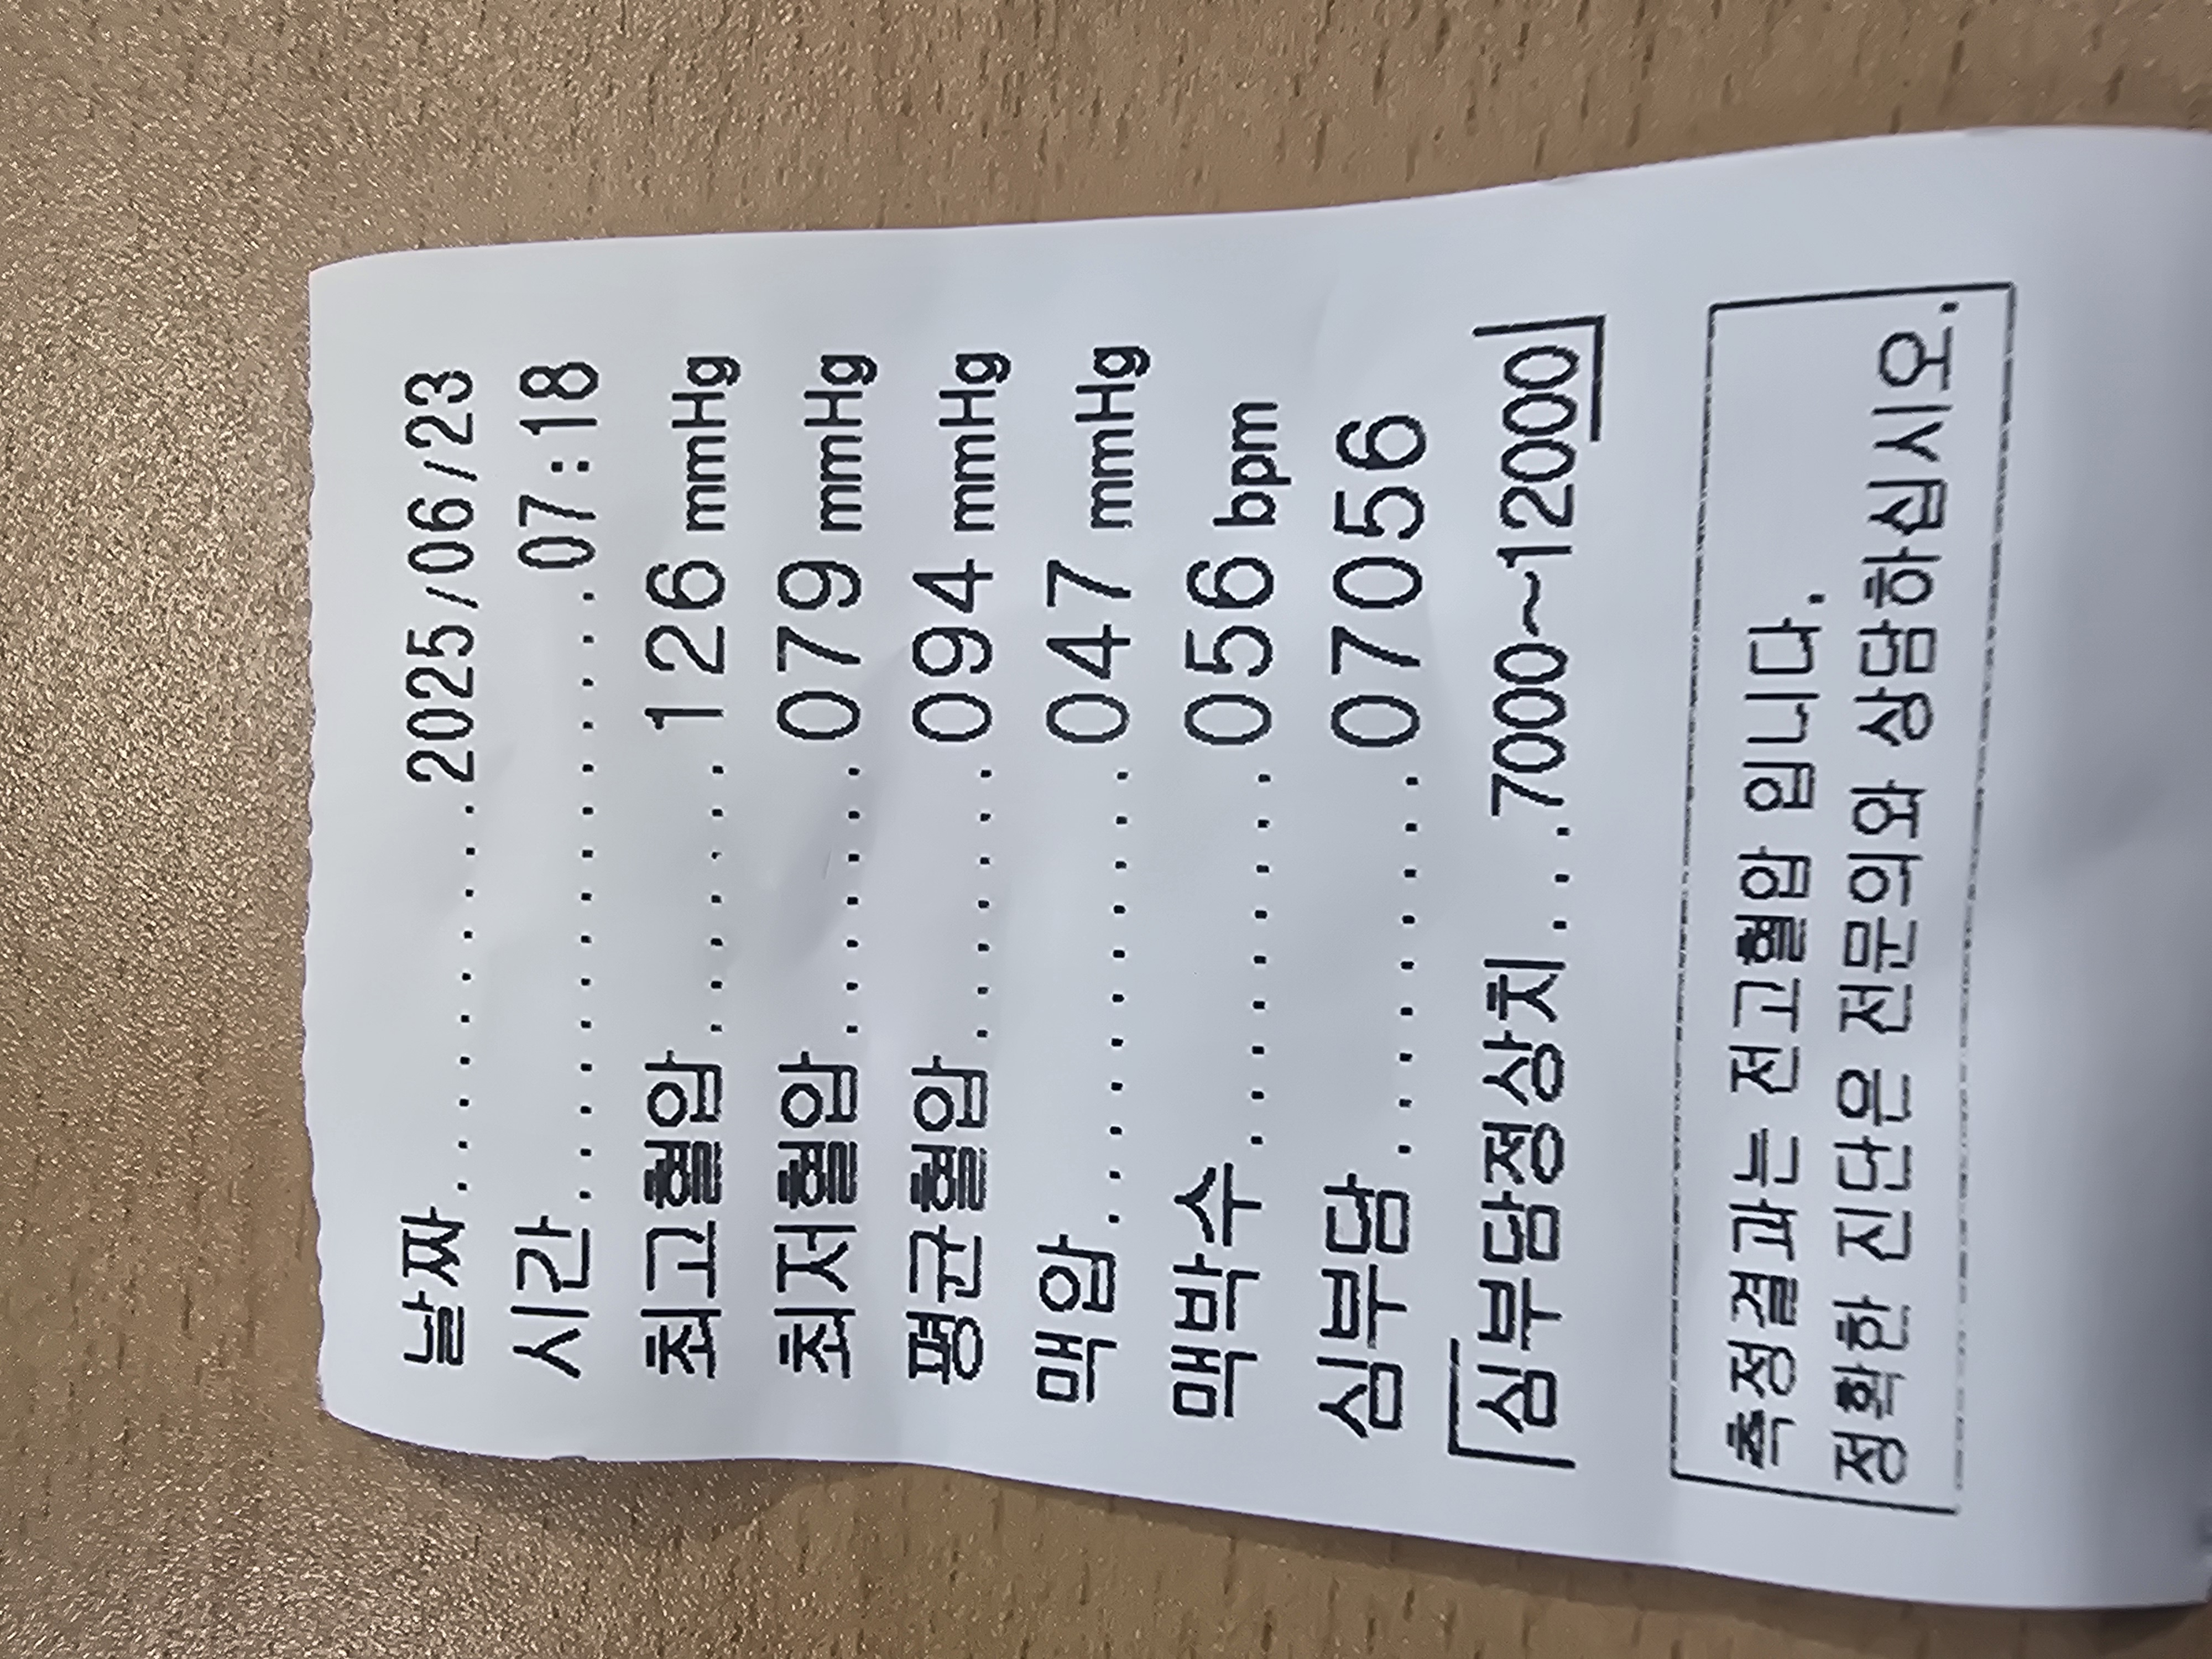 날짜..........2025/06/23
시간................07:18
최고혈압.......126 mmHg
최저혈압.......079 mmHg
평균혈압.......094 mmHg
맥압............047 mmHg
맥박수.........056 bpm
심부담.........07056
심부담정상치...7000~12000
측정결과는 전고혈압 입니다.
정확한 진단은 전문의와 상담하십시오.